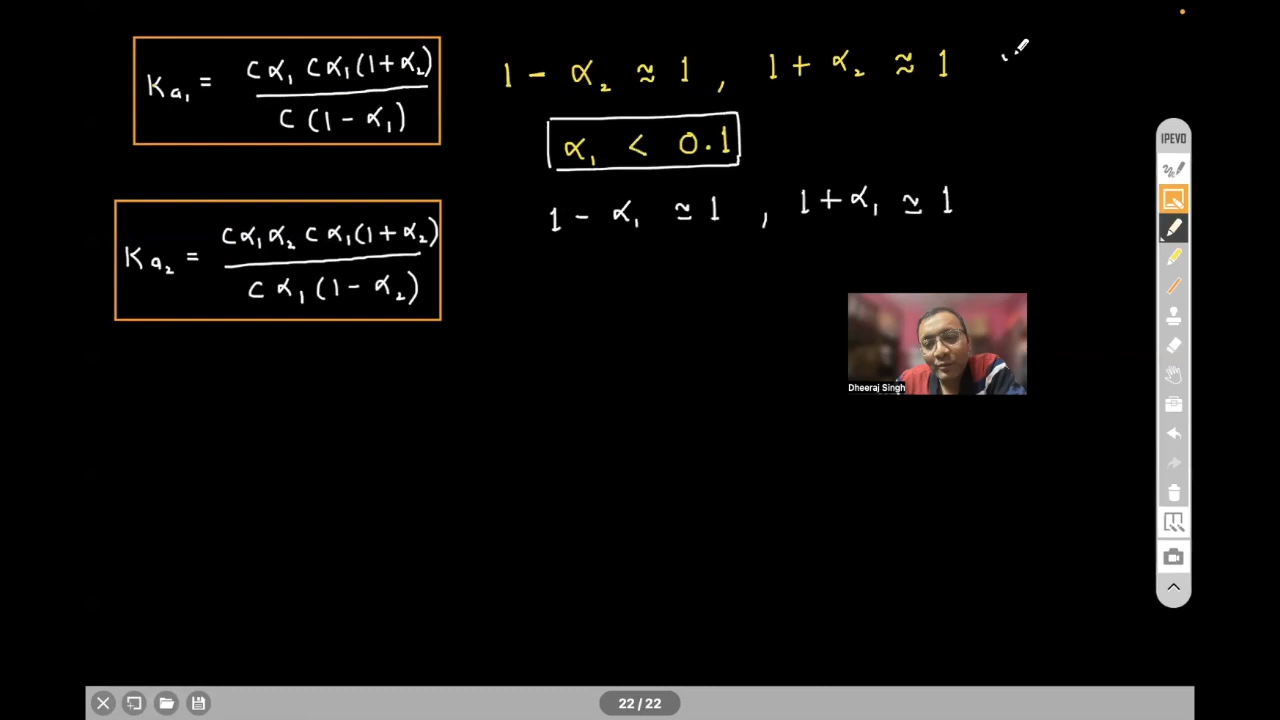 Ka₁ = Cα₁ Cα₁(1+α₂) / C(1-α₁)
1 - α₂ ≈ 1 , 1 + α₂ ≈ 1
α₁ < 0.1
1 - α₁ ≃ 1 , 1 + α₁ ≃ 1
Ka₂ = Cα₁α₂ Cα₁(1+α₂) / Cα₁(1-α₂)
Dheeraj Singh
IPEVO
22 / 22